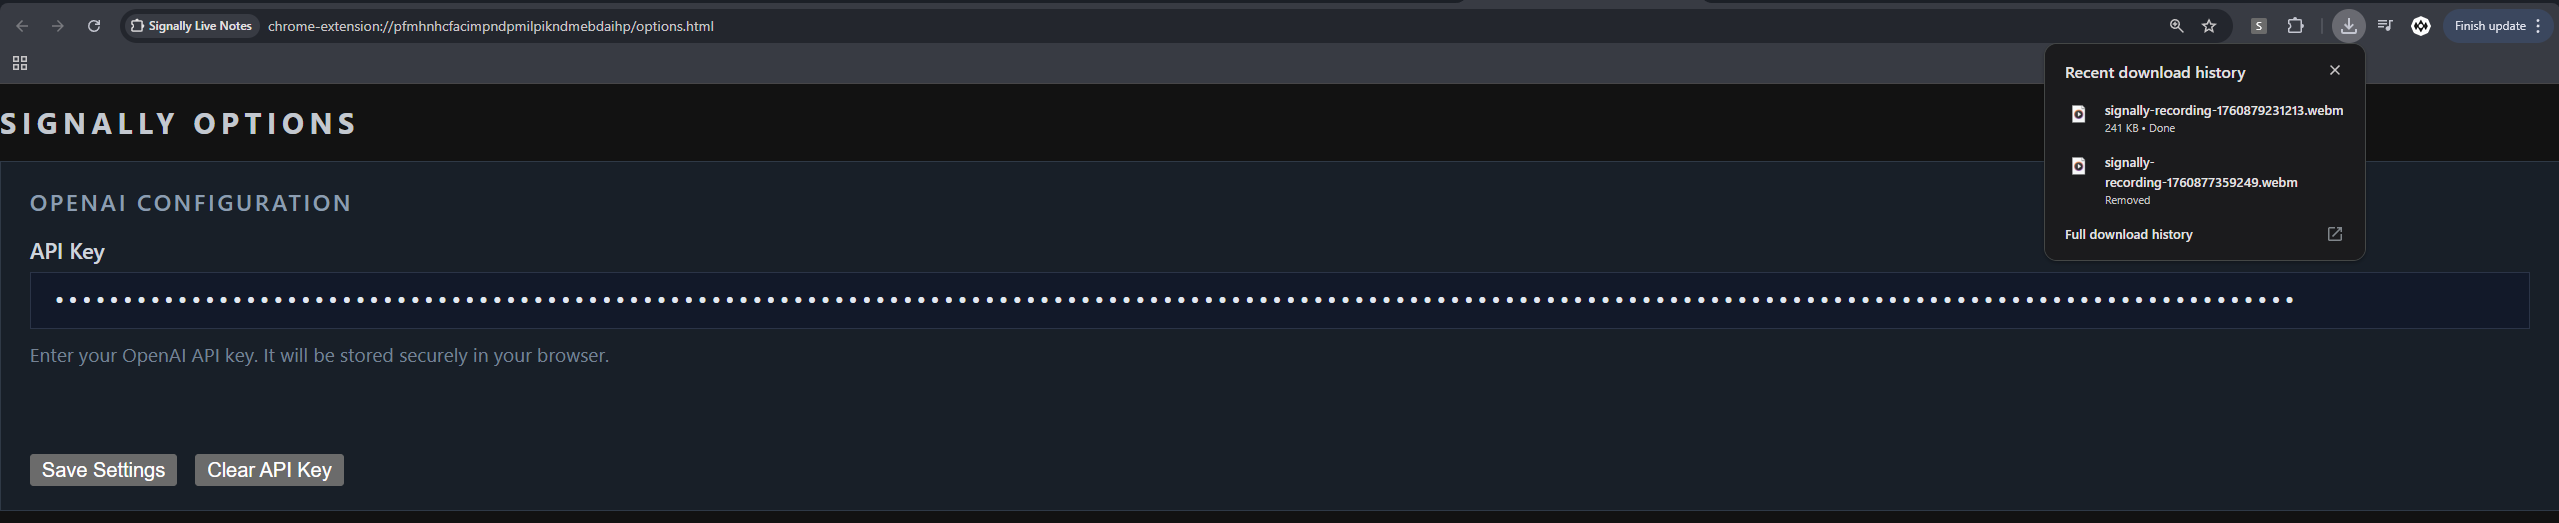 Signally Live Notes
chrome-extension://pfmhnhcfacimpndpmilpikndmebdaihp/options.html
S
Finish update
Recent download history
signally-recording-1760879231213.webm
241 KB • Done
signally-
recording-1760877359249.webm
Removed
Full download history
SIGNALLY OPTIONS
OPENAI CONFIGURATION
API Key
Enter your OpenAI API key. It will be stored securely in your browser.
Save Settings
Clear API Key